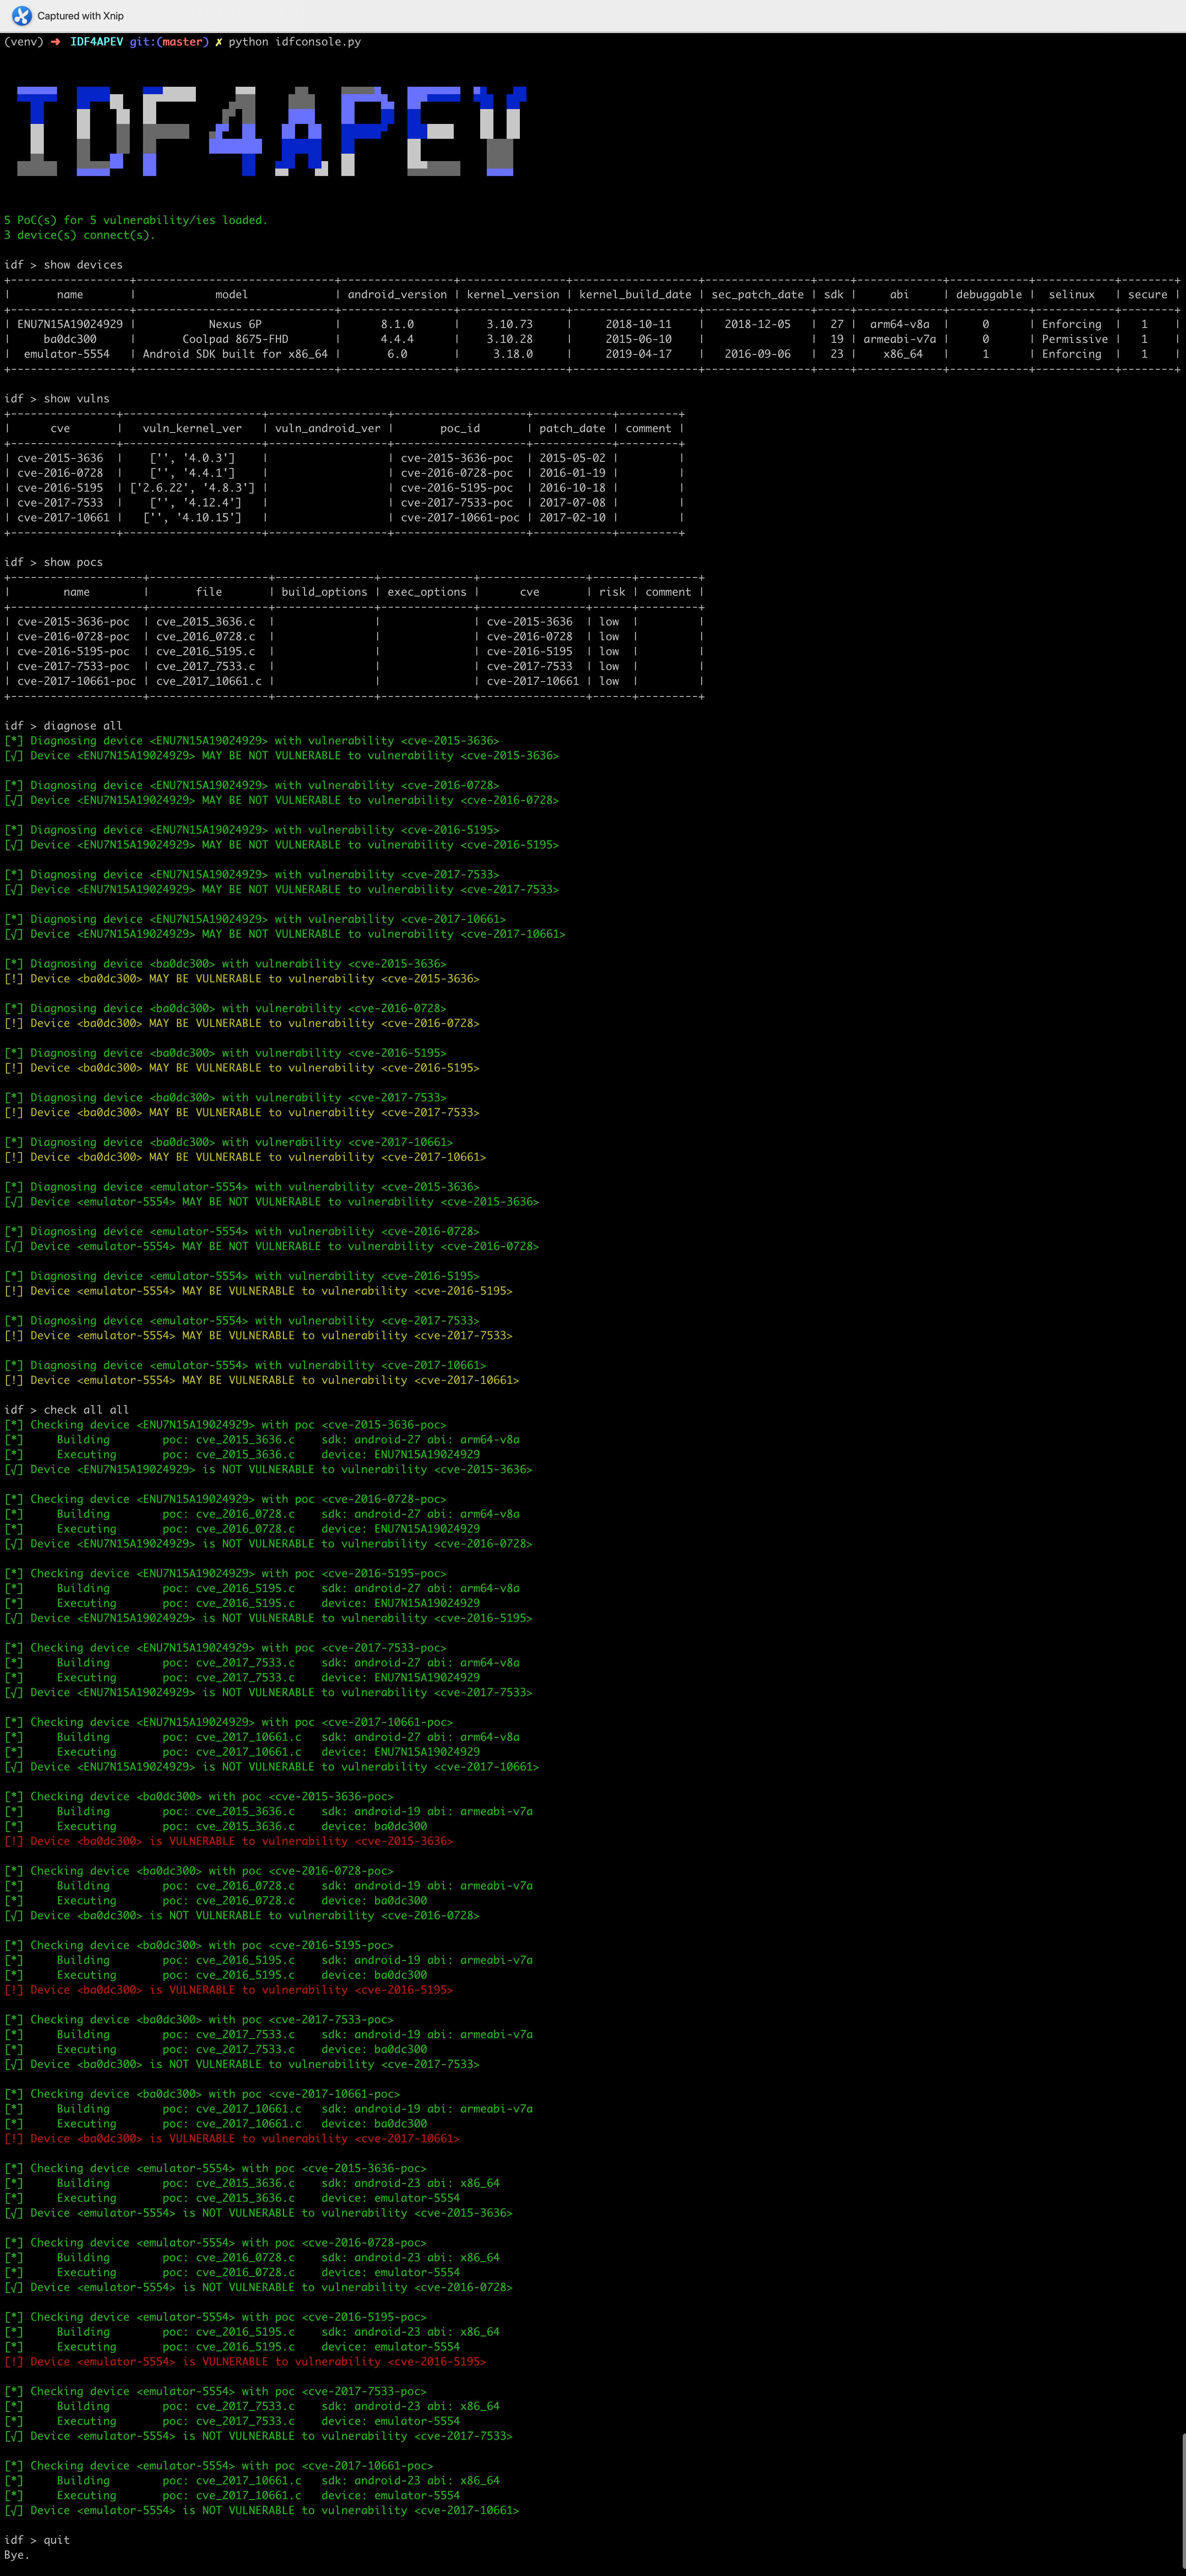 Captured with Xnip
(venv) ➜ IDF4APEV git:(master) ✗ python idfconsole.py
IDF4APEV
5 PoC(s) for 5 vulnerability/ies loaded.
3 device(s) connect(s).
idf > show devices
| name | model | android_version | kernel_version | kernel_build_date | sec_patch_date | sdk | abi | debuggable | selinux | secure |
| ENU7N15A19024929 | Nexus 6P | 8.1.0 | 3.10.73 | 2018-10-11 | 2018-12-05 | 27 | arm64-v8a | 0 | Enforcing | 1 |
| ba0dc300 | Coolpad 8675-FHD | 4.4.4 | 3.10.28 | 2015-06-10 | | 19 | armeabi-v7a | 0 | Permissive | 1 |
| emulator-5554 | Android SDK built for x86_64 | 6.0 | 3.18.0 | 2019-04-17 | 2016-09-06 | 23 | x86_64 | 1 | Enforcing | 1 |
idf > show vulns
| cve | vuln_kernel_ver | vuln_android_ver | poc_id | patch_date | comment |
| cve-2015-3636 | ['', '4.0.3'] | | cve-2015-3636-poc | 2015-05-02 | |
| cve-2016-0728 | ['', '4.4.1'] | | cve-2016-0728-poc | 2016-01-19 | |
| cve-2016-5195 | ['2.6.22', '4.8.3'] | | cve-2016-5195-poc | 2016-10-18 | |
| cve-2017-7533 | ['', '4.12.4'] | | cve-2017-7533-poc | 2017-07-08 | |
| cve-2017-10661 | ['', '4.10.15'] | | cve-2017-10661-poc | 2017-02-10 | |
idf > show pocs
| name | file | build_options | exec_options | cve | risk | comment |
| cve-2015-3636-poc | cve_2015_3636.c | | | cve-2015-3636 | low | |
| cve-2016-0728-poc | cve_2016_0728.c | | | cve-2016-0728 | low | |
| cve-2016-5195-poc | cve_2016_5195.c | | | cve-2016-5195 | low | |
| cve-2017-7533-poc | cve_2017_7533.c | | | cve-2017-7533 | low | |
| cve-2017-10661-poc | cve_2017_10661.c | | | cve-2017-10661 | low | |
idf > diagnose all
[*] Diagnosing device <ENU7N15A19024929> with vulnerability <cve-2015-3636>
[√] Device <ENU7N15A19024929> MAY BE NOT VULNERABLE to vulnerability <cve-2015-3636>
[*] Diagnosing device <ENU7N15A19024929> with vulnerability <cve-2016-0728>
[√] Device <ENU7N15A19024929> MAY BE NOT VULNERABLE to vulnerability <cve-2016-0728>
[*] Diagnosing device <ENU7N15A19024929> with vulnerability <cve-2016-5195>
[√] Device <ENU7N15A19024929> MAY BE NOT VULNERABLE to vulnerability <cve-2016-5195>
[*] Diagnosing device <ENU7N15A19024929> with vulnerability <cve-2017-7533>
[√] Device <ENU7N15A19024929> MAY BE NOT VULNERABLE to vulnerability <cve-2017-7533>
[*] Diagnosing device <ENU7N15A19024929> with vulnerability <cve-2017-10661>
[√] Device <ENU7N15A19024929> MAY BE NOT VULNERABLE to vulnerability <cve-2017-10661>
[*] Diagnosing device <ba0dc300> with vulnerability <cve-2015-3636>
[!] Device <ba0dc300> MAY BE VULNERABLE to vulnerability <cve-2015-3636>
[*] Diagnosing device <ba0dc300> with vulnerability <cve-2016-0728>
[!] Device <ba0dc300> MAY BE VULNERABLE to vulnerability <cve-2016-0728>
[*] Diagnosing device <ba0dc300> with vulnerability <cve-2016-5195>
[!] Device <ba0dc300> MAY BE VULNERABLE to vulnerability <cve-2016-5195>
[*] Diagnosing device <ba0dc300> with vulnerability <cve-2017-7533>
[!] Device <ba0dc300> MAY BE VULNERABLE to vulnerability <cve-2017-7533>
[*] Diagnosing device <ba0dc300> with vulnerability <cve-2017-10661>
[!] Device <ba0dc300> MAY BE VULNERABLE to vulnerability <cve-2017-10661>
[*] Diagnosing device <emulator-5554> with vulnerability <cve-2015-3636>
[√] Device <emulator-5554> MAY BE NOT VULNERABLE to vulnerability <cve-2015-3636>
[*] Diagnosing device <emulator-5554> with vulnerability <cve-2016-0728>
[√] Device <emulator-5554> MAY BE NOT VULNERABLE to vulnerability <cve-2016-0728>
[*] Diagnosing device <emulator-5554> with vulnerability <cve-2016-5195>
[!] Device <emulator-5554> MAY BE VULNERABLE to vulnerability <cve-2016-5195>
[*] Diagnosing device <emulator-5554> with vulnerability <cve-2017-7533>
[!] Device <emulator-5554> MAY BE VULNERABLE to vulnerability <cve-2017-7533>
[*] Diagnosing device <emulator-5554> with vulnerability <cve-2017-10661>
[!] Device <emulator-5554> MAY BE VULNERABLE to vulnerability <cve-2017-10661>
idf > check all all
[*] Checking device <ENU7N15A19024929> with poc <cve-2015-3636-poc>
[*] Building poc: cve_2015_3636.c sdk: android-27 abi: arm64-v8a
[*] Executing poc: cve_2015_3636.c device: ENU7N15A19024929
[√] Device <ENU7N15A19024929> is NOT VULNERABLE to vulnerability <cve-2015-3636>
[*] Checking device <ENU7N15A19024929> with poc <cve-2016-0728-poc>
[*] Building poc: cve_2016_0728.c sdk: android-27 abi: arm64-v8a
[*] Executing poc: cve_2016_0728.c device: ENU7N15A19024929
[√] Device <ENU7N15A19024929> is NOT VULNERABLE to vulnerability <cve-2016-0728>
[*] Checking device <ENU7N15A19024929> with poc <cve-2016-5195-poc>
[*] Building poc: cve_2016_5195.c sdk: android-27 abi: arm64-v8a
[*] Executing poc: cve_2016_5195.c device: ENU7N15A19024929
[√] Device <ENU7N15A19024929> is NOT VULNERABLE to vulnerability <cve-2016-5195>
[*] Checking device <ENU7N15A19024929> with poc <cve-2017-7533-poc>
[*] Building poc: cve_2017_7533.c sdk: android-27 abi: arm64-v8a
[*] Executing poc: cve_2017_7533.c device: ENU7N15A19024929
[√] Device <ENU7N15A19024929> is NOT VULNERABLE to vulnerability <cve-2017-7533>
[*] Checking device <ENU7N15A19024929> with poc <cve-2017-10661-poc>
[*] Building poc: cve_2017_10661.c sdk: android-27 abi: arm64-v8a
[*] Executing poc: cve_2017_10661.c device: ENU7N15A19024929
[√] Device <ENU7N15A19024929> is NOT VULNERABLE to vulnerability <cve-2017-10661>
[*] Checking device <ba0dc300> with poc <cve-2015-3636-poc>
[*] Building poc: cve_2015_3636.c sdk: android-19 abi: armeabi-v7a
[*] Executing poc: cve_2015_3636.c device: ba0dc300
[!] Device <ba0dc300> is VULNERABLE to vulnerability <cve-2015-3636>
[*] Checking device <ba0dc300> with poc <cve-2016-0728-poc>
[*] Building poc: cve_2016_0728.c sdk: android-19 abi: armeabi-v7a
[*] Executing poc: cve_2016_0728.c device: ba0dc300
[√] Device <ba0dc300> is NOT VULNERABLE to vulnerability <cve-2016-0728>
[*] Checking device <ba0dc300> with poc <cve-2016-5195-poc>
[*] Building poc: cve_2016_5195.c sdk: android-19 abi: armeabi-v7a
[*] Executing poc: cve_2016_5195.c device: ba0dc300
[!] Device <ba0dc300> is VULNERABLE to vulnerability <cve-2016-5195>
[*] Checking device <ba0dc300> with poc <cve-2017-7533-poc>
[*] Building poc: cve_2017_7533.c sdk: android-19 abi: armeabi-v7a
[*] Executing poc: cve_2017_7533.c device: ba0dc300
[√] Device <ba0dc300> is NOT VULNERABLE to vulnerability <cve-2017-7533>
[*] Checking device <ba0dc300> with poc <cve-2017-10661-poc>
[*] Building poc: cve_2017_10661.c sdk: android-19 abi: armeabi-v7a
[*] Executing poc: cve_2017_10661.c device: ba0dc300
[!] Device <ba0dc300> is VULNERABLE to vulnerability <cve-2017-10661>
[*] Checking device <emulator-5554> with poc <cve-2015-3636-poc>
[*] Building poc: cve_2015_3636.c sdk: android-23 abi: x86_64
[*] Executing poc: cve_2015_3636.c device: emulator-5554
[√] Device <emulator-5554> is NOT VULNERABLE to vulnerability <cve-2015-3636>
[*] Checking device <emulator-5554> with poc <cve-2016-0728-poc>
[*] Building poc: cve_2016_0728.c sdk: android-23 abi: x86_64
[*] Executing poc: cve_2016_0728.c device: emulator-5554
[√] Device <emulator-5554> is NOT VULNERABLE to vulnerability <cve-2016-0728>
[*] Checking device <emulator-5554> with poc <cve-2016-5195-poc>
[*] Building poc: cve_2016_5195.c sdk: android-23 abi: x86_64
[*] Executing poc: cve_2016_5195.c device: emulator-5554
[!] Device <emulator-5554> is VULNERABLE to vulnerability <cve-2016-5195>
[*] Checking device <emulator-5554> with poc <cve-2017-7533-poc>
[*] Building poc: cve_2017_7533.c sdk: android-23 abi: x86_64
[*] Executing poc: cve_2017_7533.c device: emulator-5554
[√] Device <emulator-5554> is NOT VULNERABLE to vulnerability <cve-2017-7533>
[*] Checking device <emulator-5554> with poc <cve-2017-10661-poc>
[*] Building poc: cve_2017_10661.c sdk: android-23 abi: x86_64
[*] Executing poc: cve_2017_10661.c device: emulator-5554
[√] Device <emulator-5554> is NOT VULNERABLE to vulnerability <cve-2017-10661>
idf > quit
Bye.